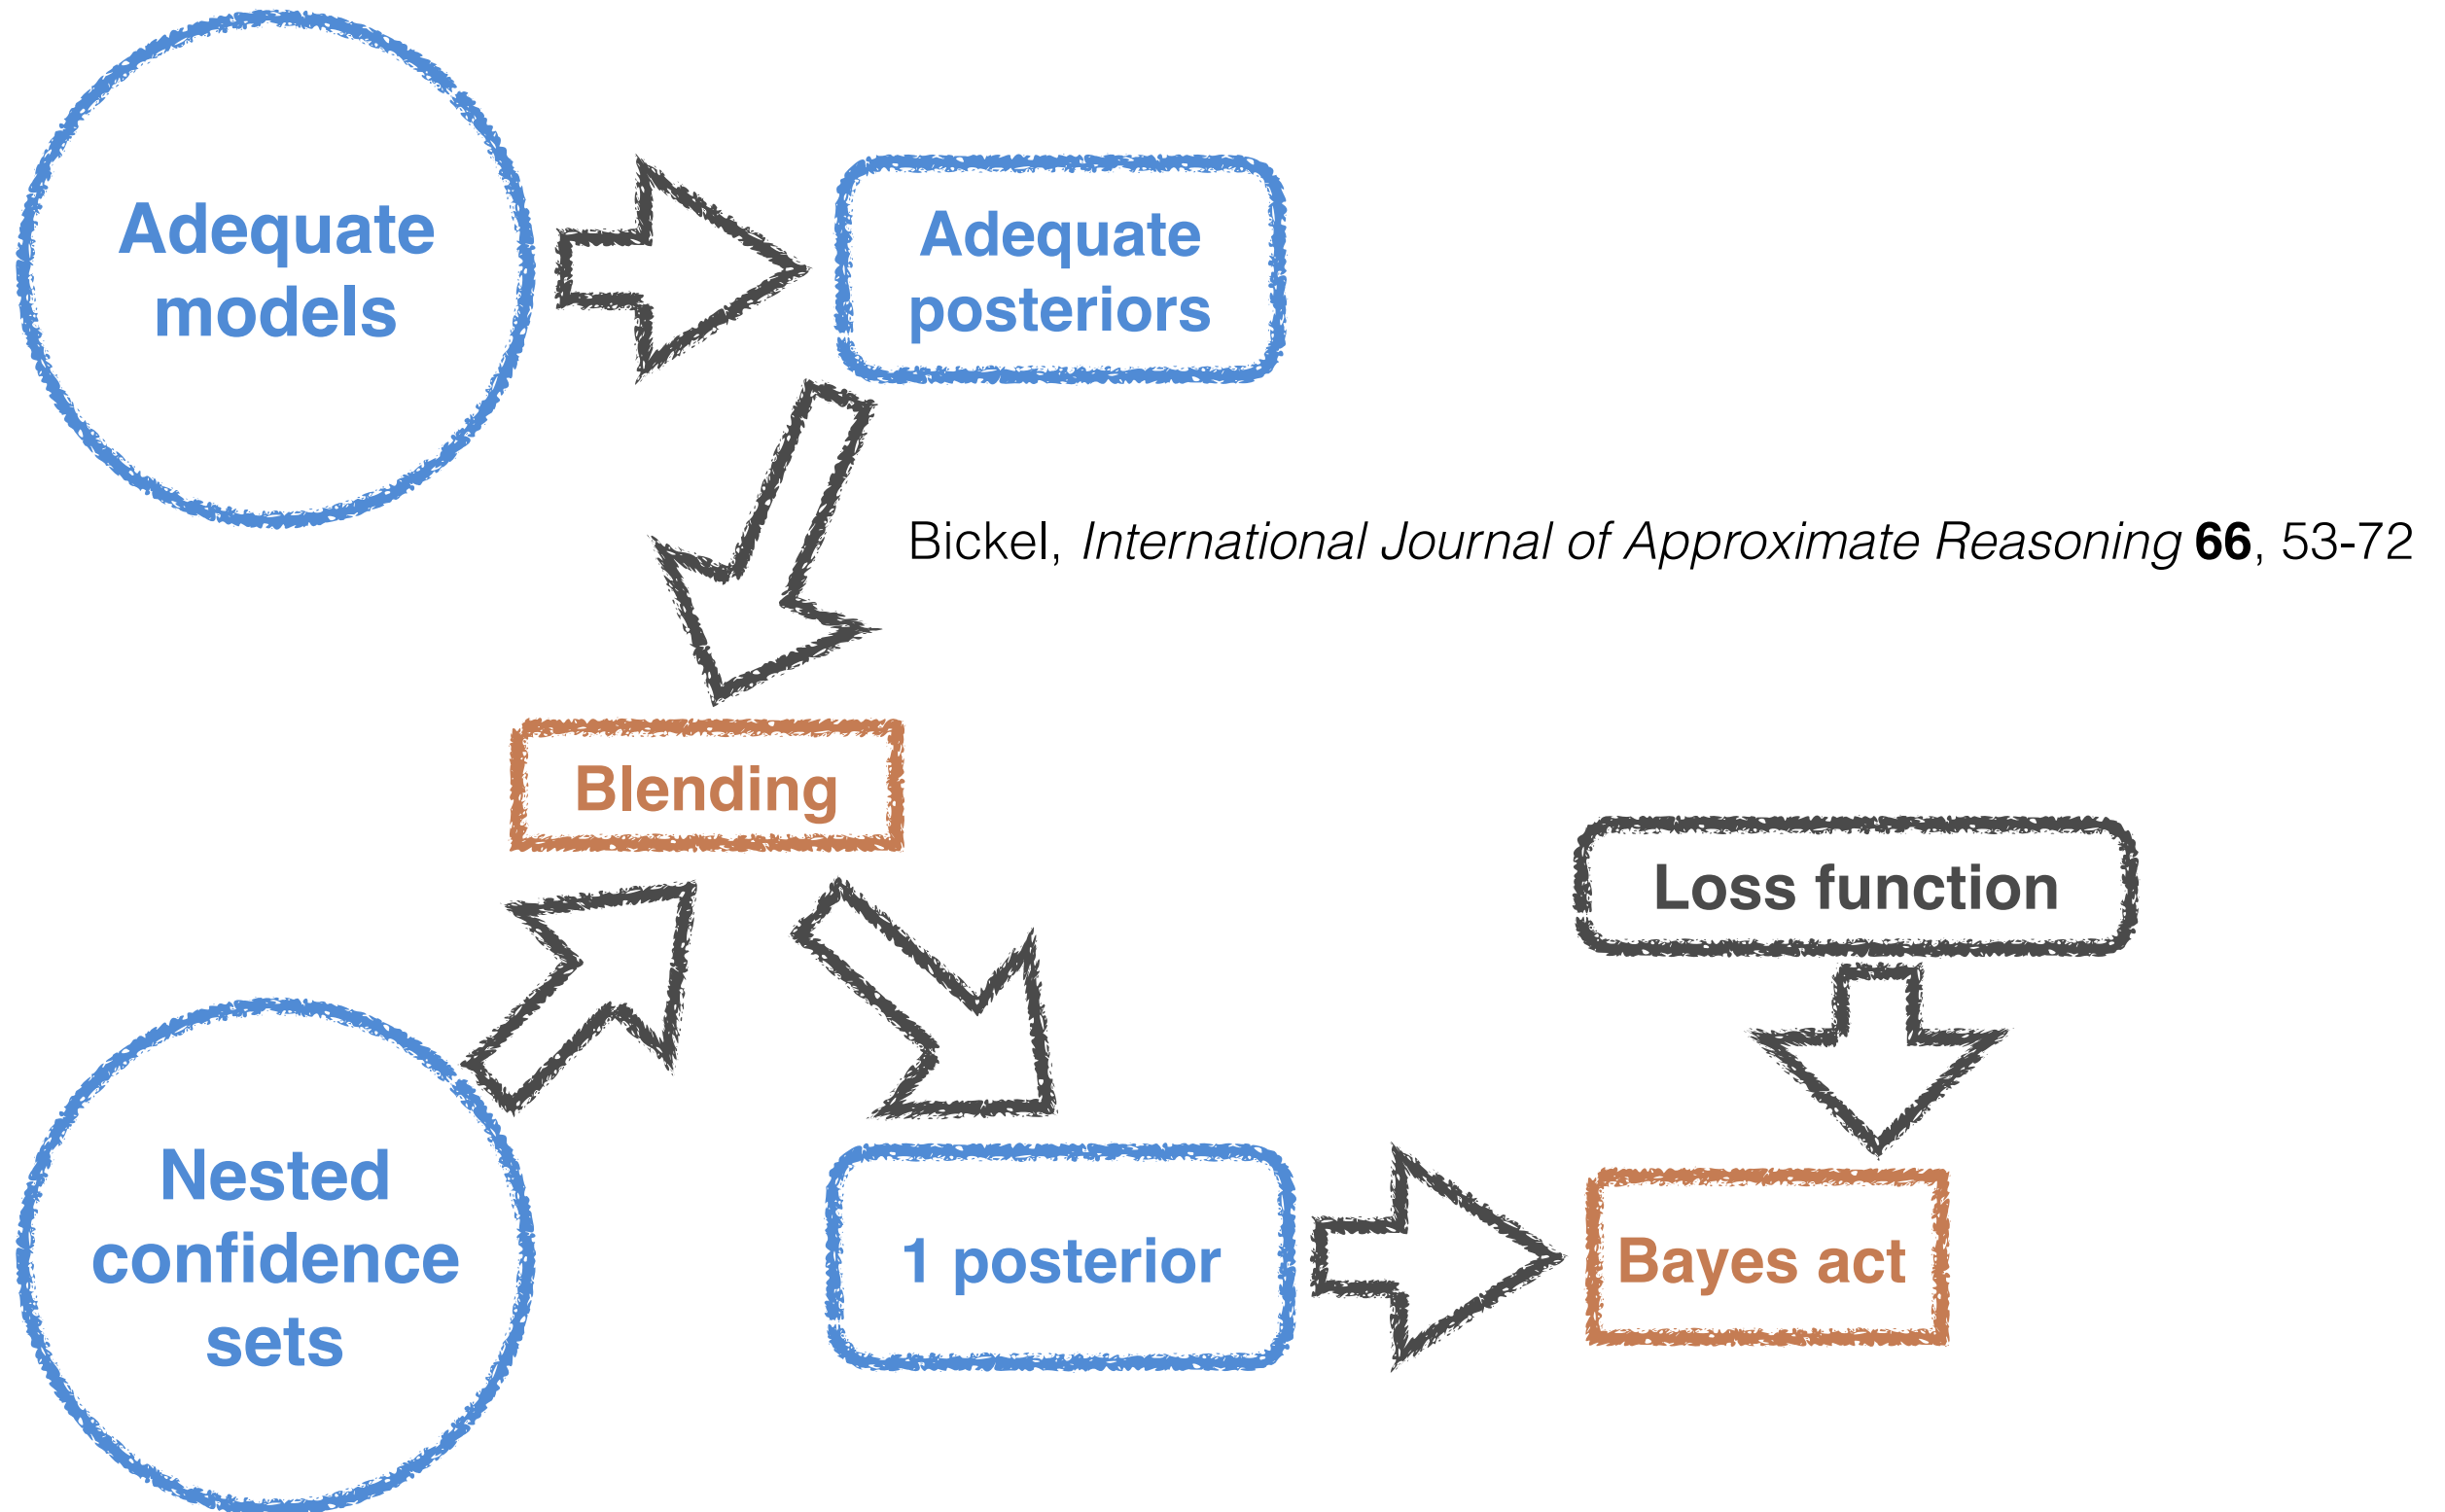 Adequate
models
Adequate
posteriors
Bickel, International Journal of Approximate Reasoning 66, 53-72
Blending
Loss function
Nested
confidence
sets
1 posterior
Bayes act